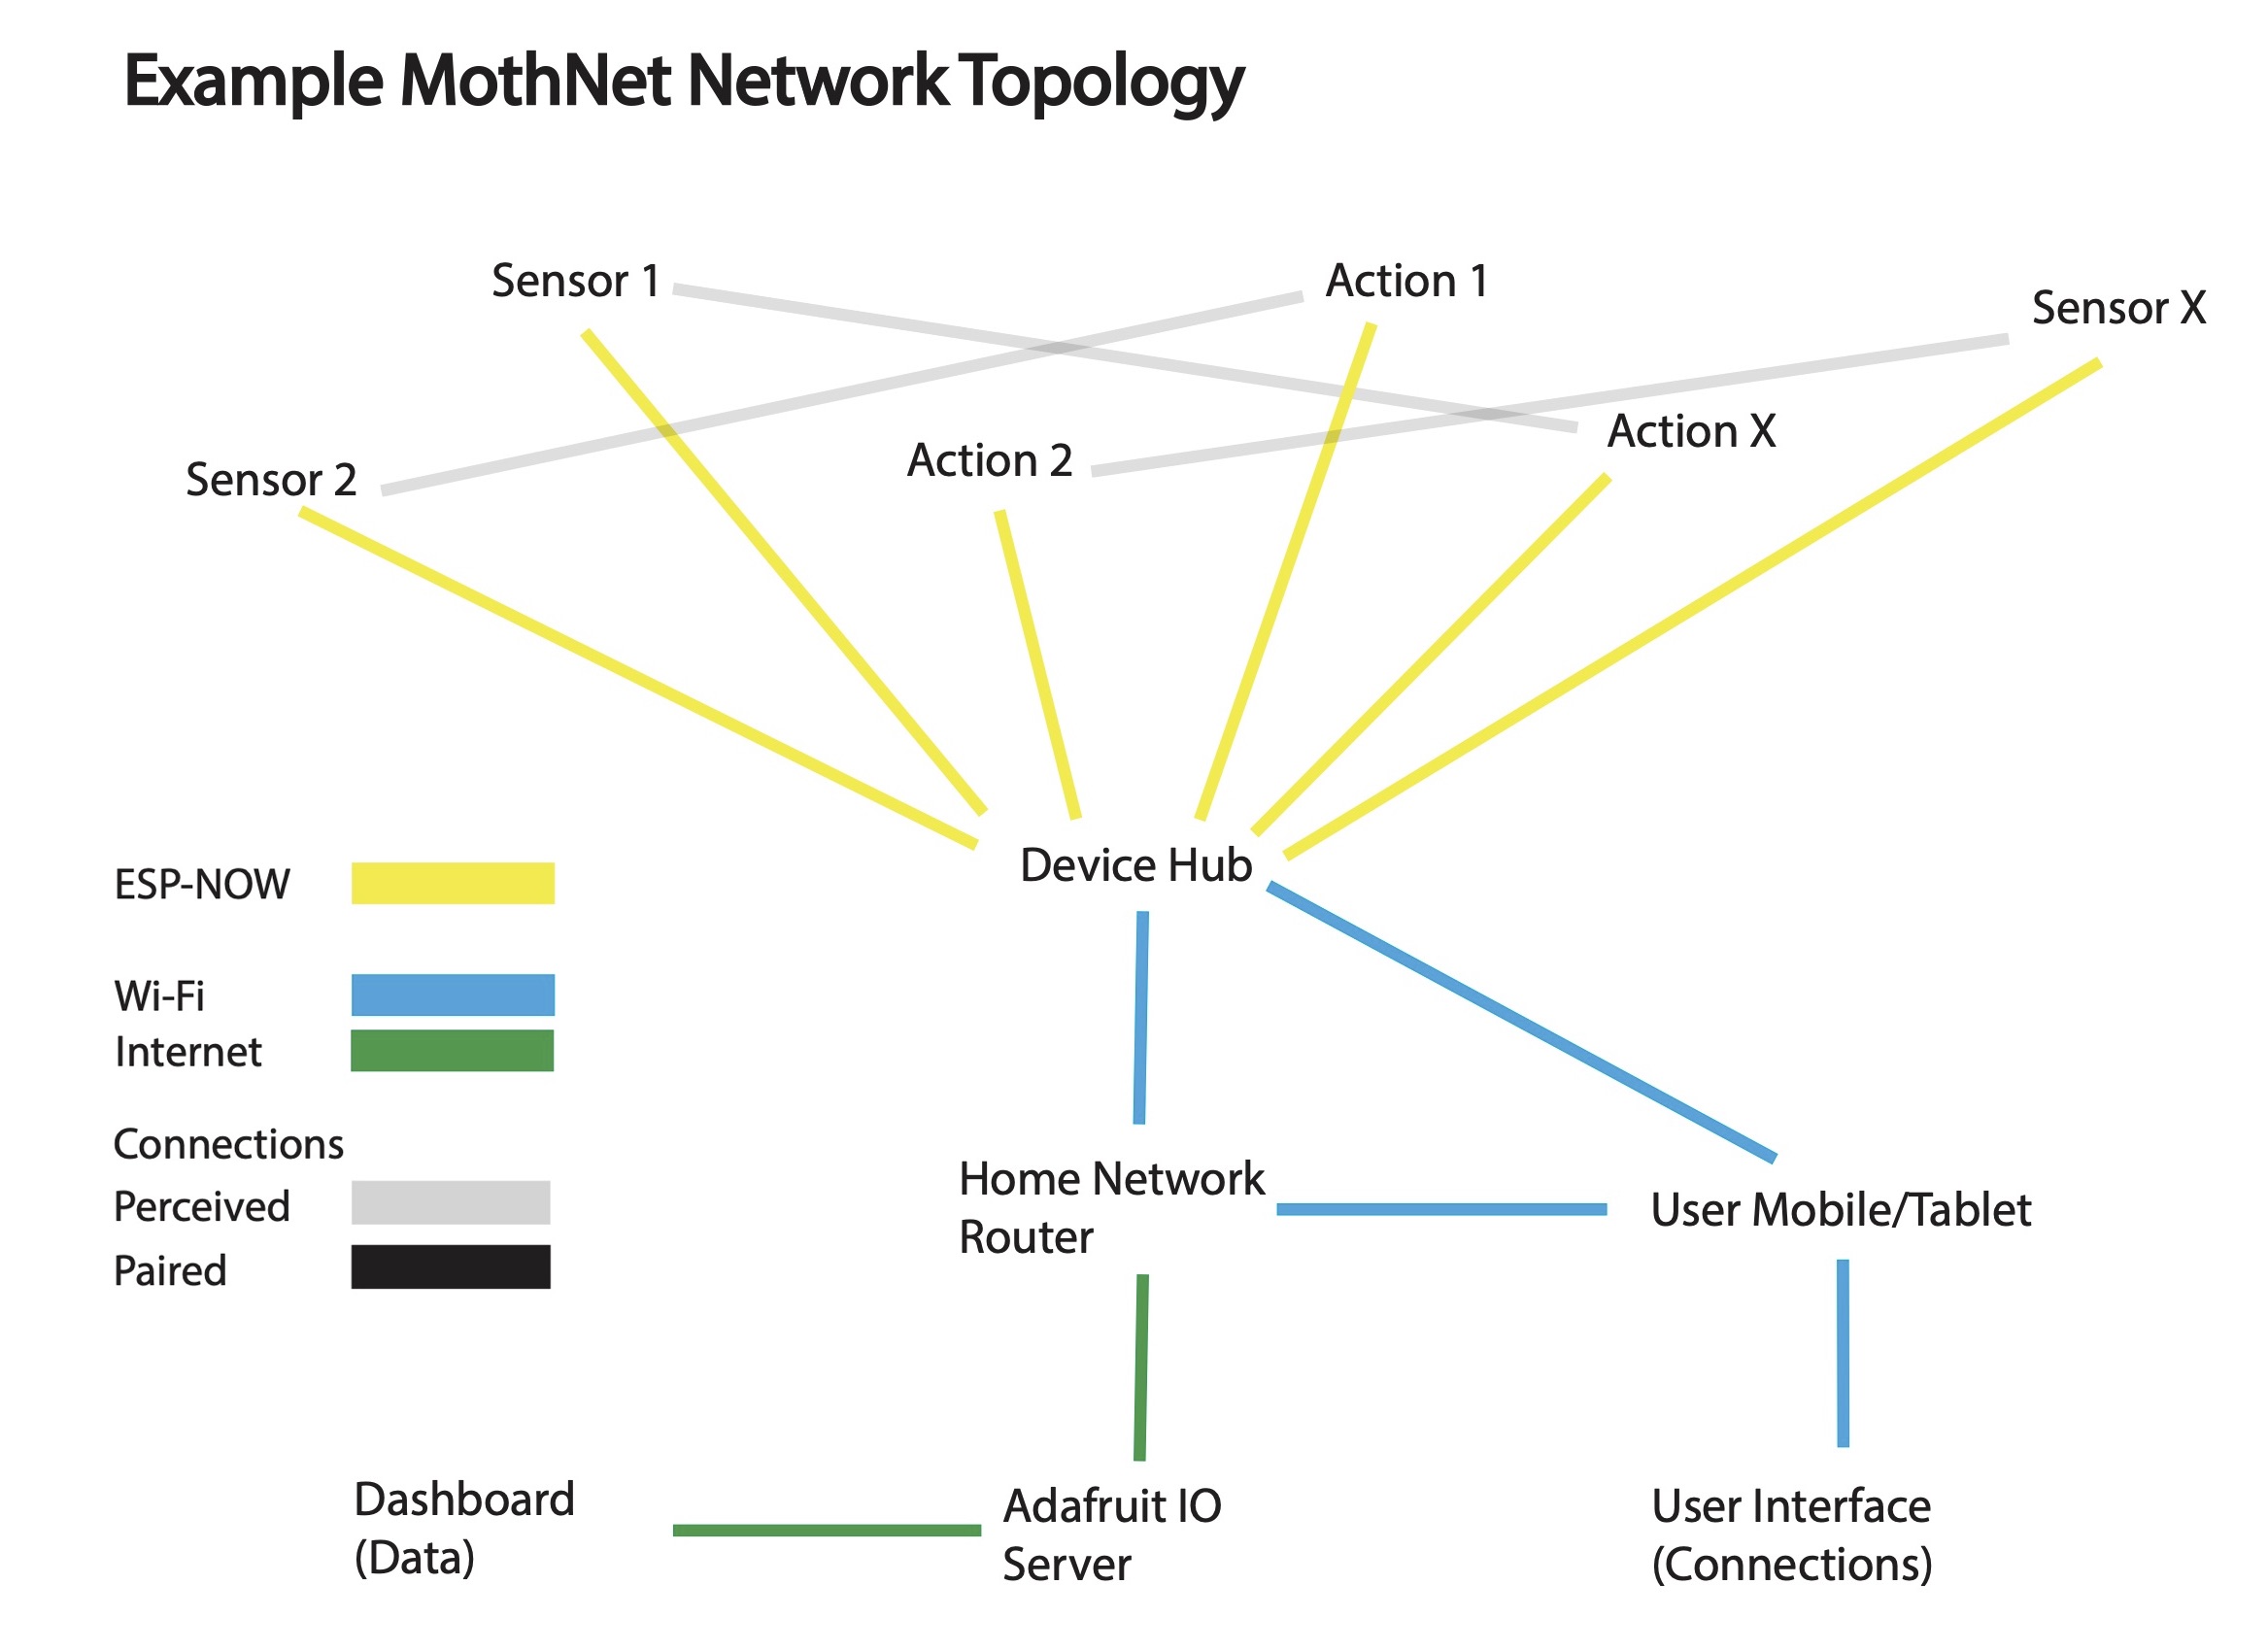 Example MothNet Network Topology
Sensor 1
Action 1
Sensor X
Action X
Action 2
Sensor 2
Device Hub
ESP-NOW
Wi-Fi
Internet
Connections
Perceived
Paired
Home Network
Router
User Mobile/Tablet
Dashboard
(Data)
Adafruit IO
Server
User Interface
(Connections)